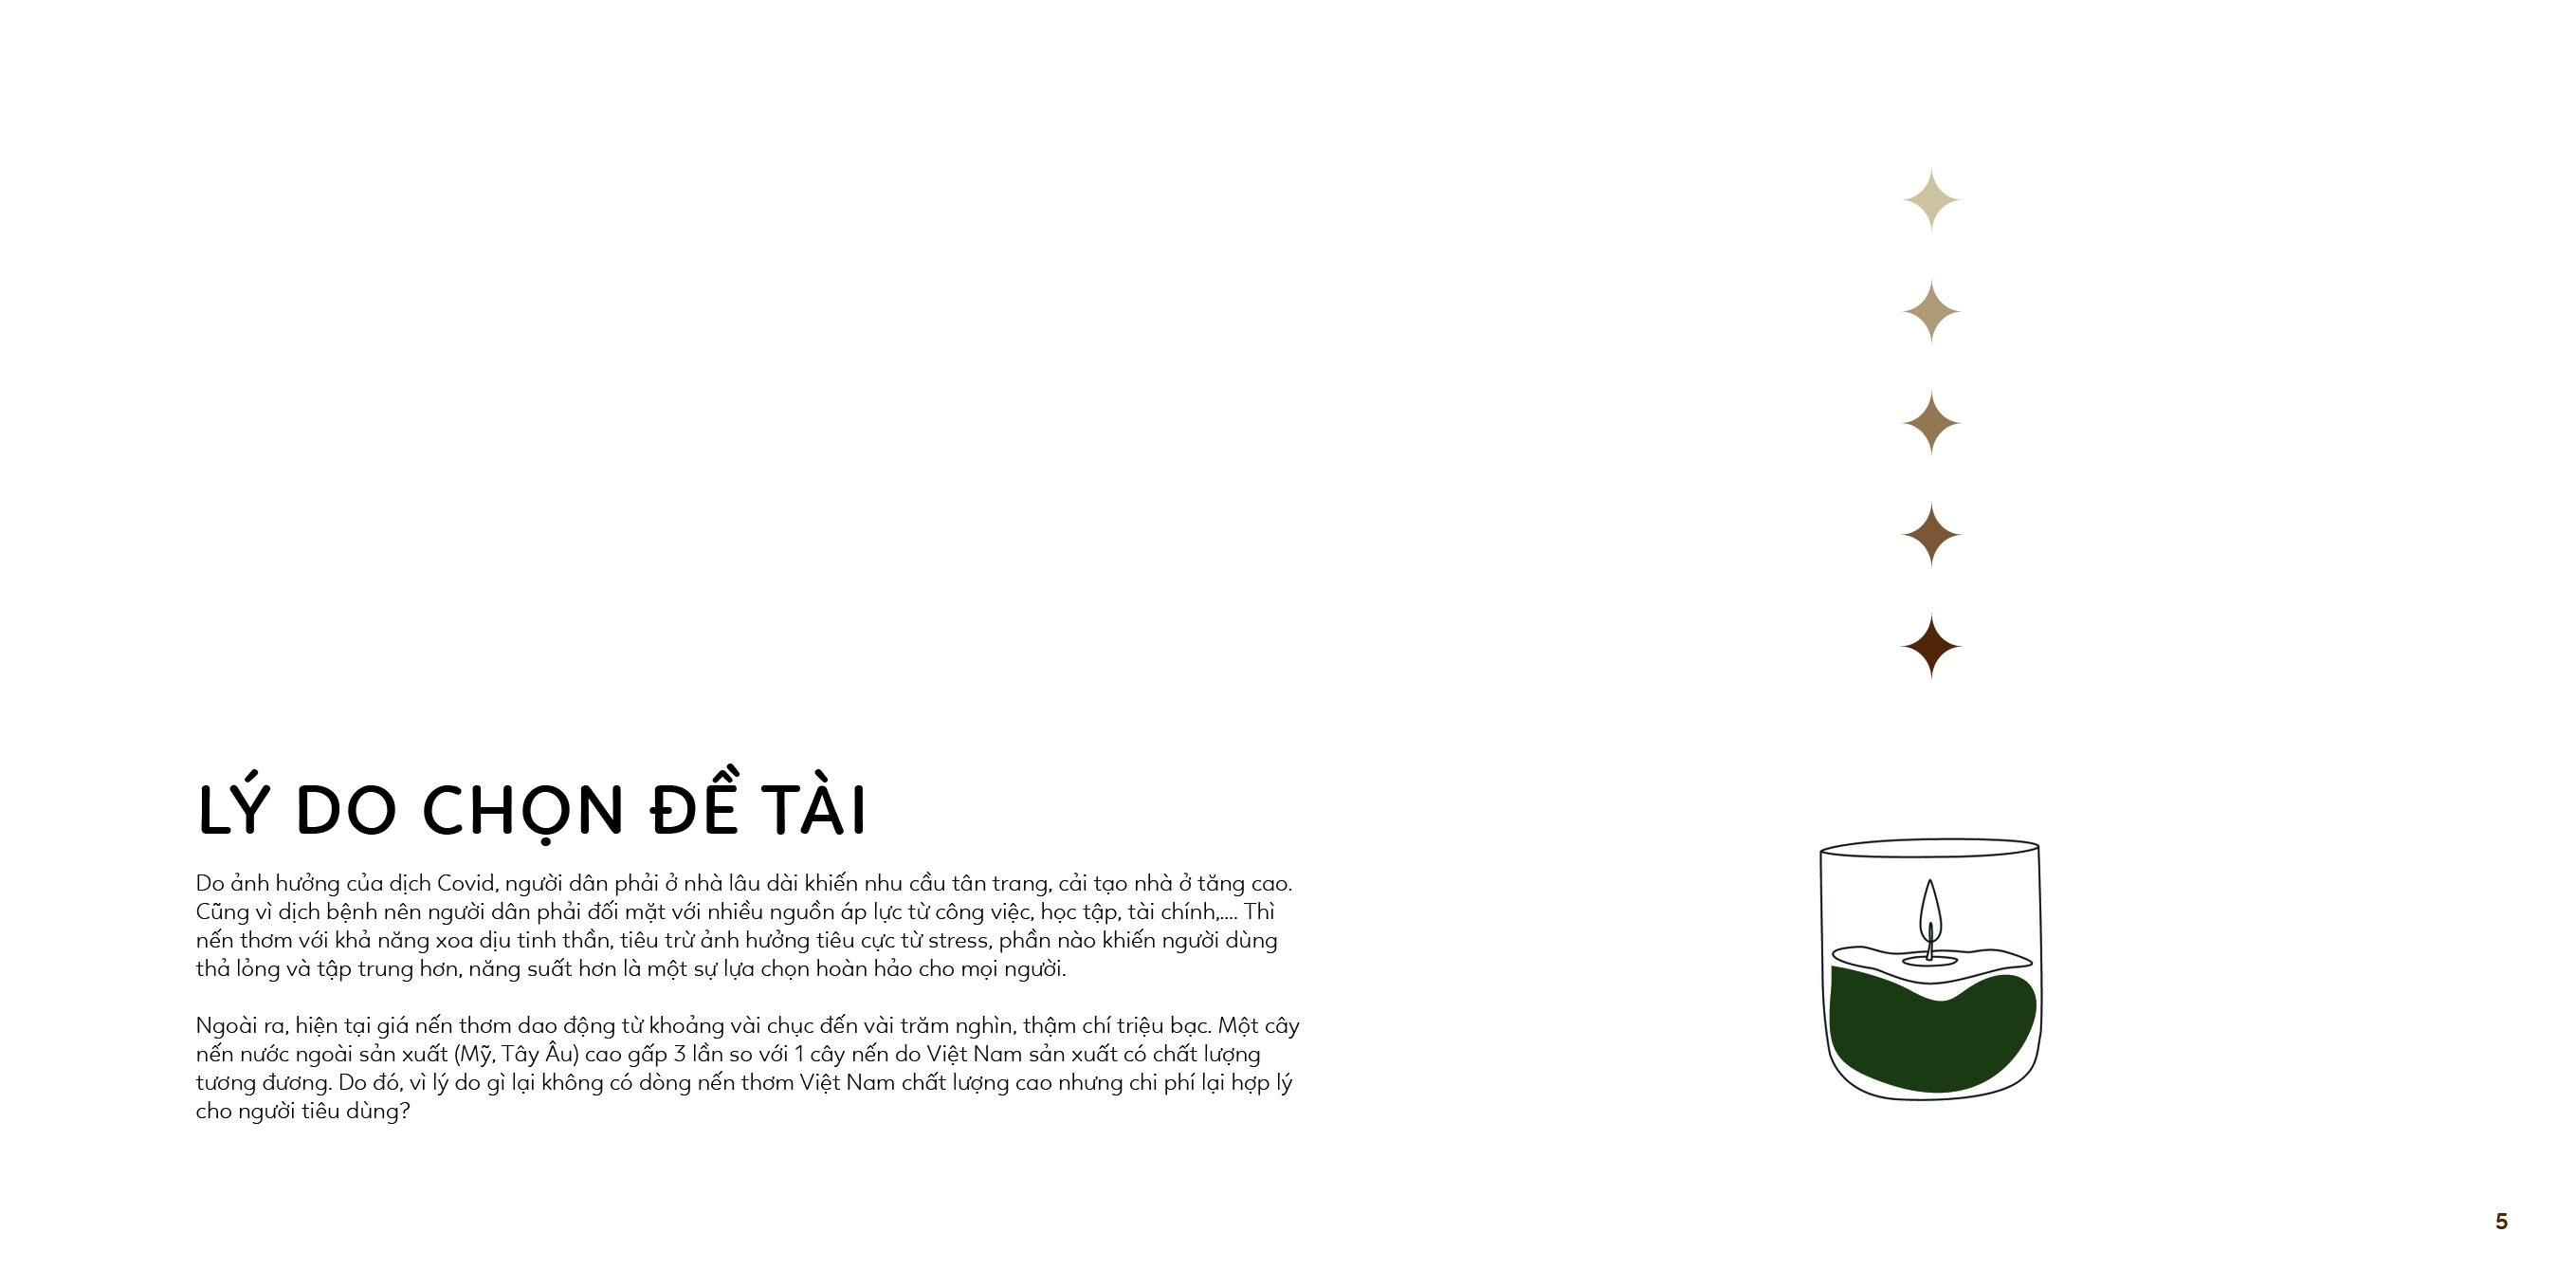 LÝ DO CHỌN ĐỀ TÀI
Do ảnh hưởng của dịch Covid, người dân phải ở nhà lâu dài khiến nhu cầu tân trang, cải tạo nhà ở tăng cao.
Cũng vì dịch bệnh nên người dân phải đối mặt với nhiều nguồn áp lực từ công việc, học tập, tài chính,.... Thì
nến thơm với khả năng xoa dịu tinh thần, tiêu trừ ảnh hưởng tiêu cực từ stress, phần nào khiến người dùng
thả lỏng và tập trung hơn, năng suất hơn là một sự lựa chọn hoàn hảo cho mọi người.
Ngoài ra, hiện tại giá nến thơm dao động từ khoảng vài chục đến vài trăm nghìn, thậm chí triệu bạc. Một cây
nến nước ngoài sản xuất (Mỹ, Tây Âu) cao gấp 3 lần so với 1 cây nến do Việt Nam sản xuất có chất lượng
tương đương. Do đó, vì lý do gì lại không có dòng nến thơm Việt Nam chất lượng cao nhưng chi phí lại hợp lý
cho người tiêu dùng?
5